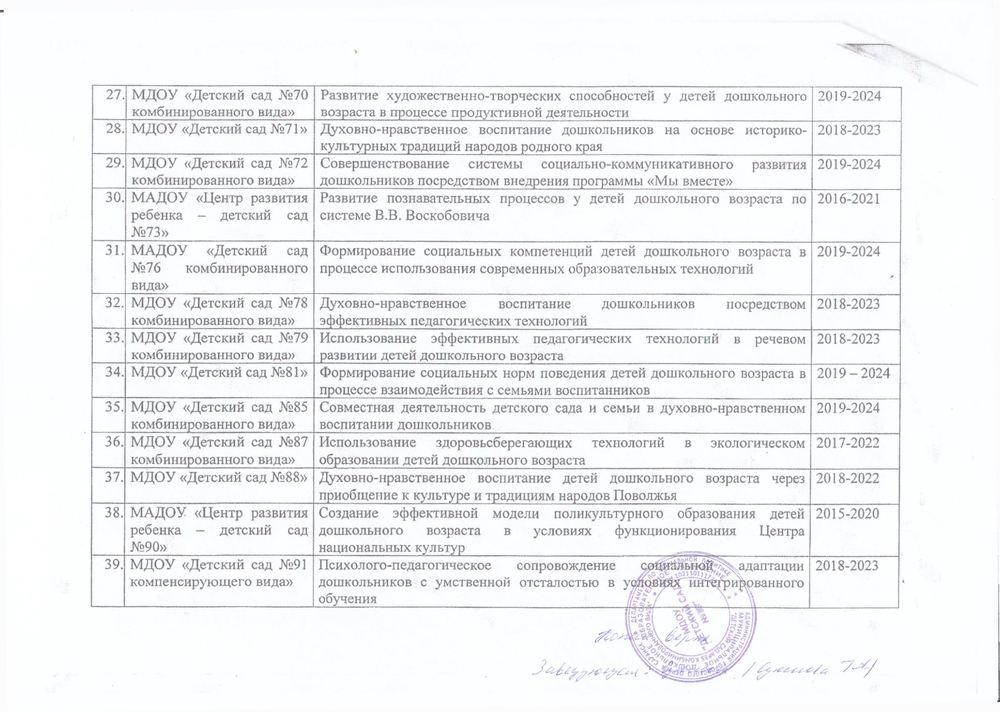 27. МДОУ «Детский сад №70 Развитие художественно-творческих способностей у детей дошкольного 2019-2024
комбинированного вида» возраста в процессе продуктивной деятельности
28. МДОУ «Детский сад №71» Духовно-нравственное воспитание дошкольников на основе историко- 2018-2023
культурных традиций народов родного края
29. МДОУ «Детский сад №72 Совершенствование системы социально-коммуникативного развития 2019-2024
комбинированного вида» дошкольников посредством внедрения программы «Мы вместе»
30. МАДОУ «Центр развития Развитие познавательных процессов у детей дошкольного возраста по 2016-2021
ребенка – детский сад системе В.В. Воскобовича
№73»
31. МАДОУ «Детский сад Формирование социальных компетенций детей дошкольного возраста в 2019-2024
№76 комбинированного процессе использования современных образовательных технологий
вида»
32. МДОУ «Детский сад №78 Духовно-нравственное воспитание дошкольников посредством 2018-2023
комбинированного вида» эффективных педагогических технологий
33. МДОУ «Детский сад №79 Использование эффективных педагогических технологий в речевом 2018-2023
комбинированного вида» развитии детей дошкольного возраста
34. МДОУ «Детский сад №81» Формирование социальных норм поведения детей дошкольного возраста в 2019 – 2024
процессе взаимодействия с семьями воспитанников
35. МДОУ «Детский сад №85 Совместная деятельность детского сада и семьи в духовно-нравственном 2019-2024
комбинированного вида» воспитании дошкольников
36. МДОУ «Детский сад №87 Использование здоровьсберегающих технологий в экологическом 2017-2022
комбинированного вида» образовании детей дошкольного возраста
37. МДОУ «Детский сад №88» Духовно-нравственное воспитание детей дошкольного возраста через 2018-2022
приобщение к культуре и традициям народов Поволжья
38. МАДОУ «Центр развития Создание эффективной модели поликультурного образования детей 2015-2020
ребенка – детский сад дошкольного возраста в условиях функционирования Центра
№90» национальных культур
39. МДОУ «Детский сад №91 Психолого-педагогическое сопровождение социальной адаптации 2018-2023
компенсирующего вида» дошкольников с умственной отсталостью в условиях интегрированного
обучения
МДОУ
"ДЕТСКИЙ САД
Копия верна
Заведующая: / Суженова Т.А./